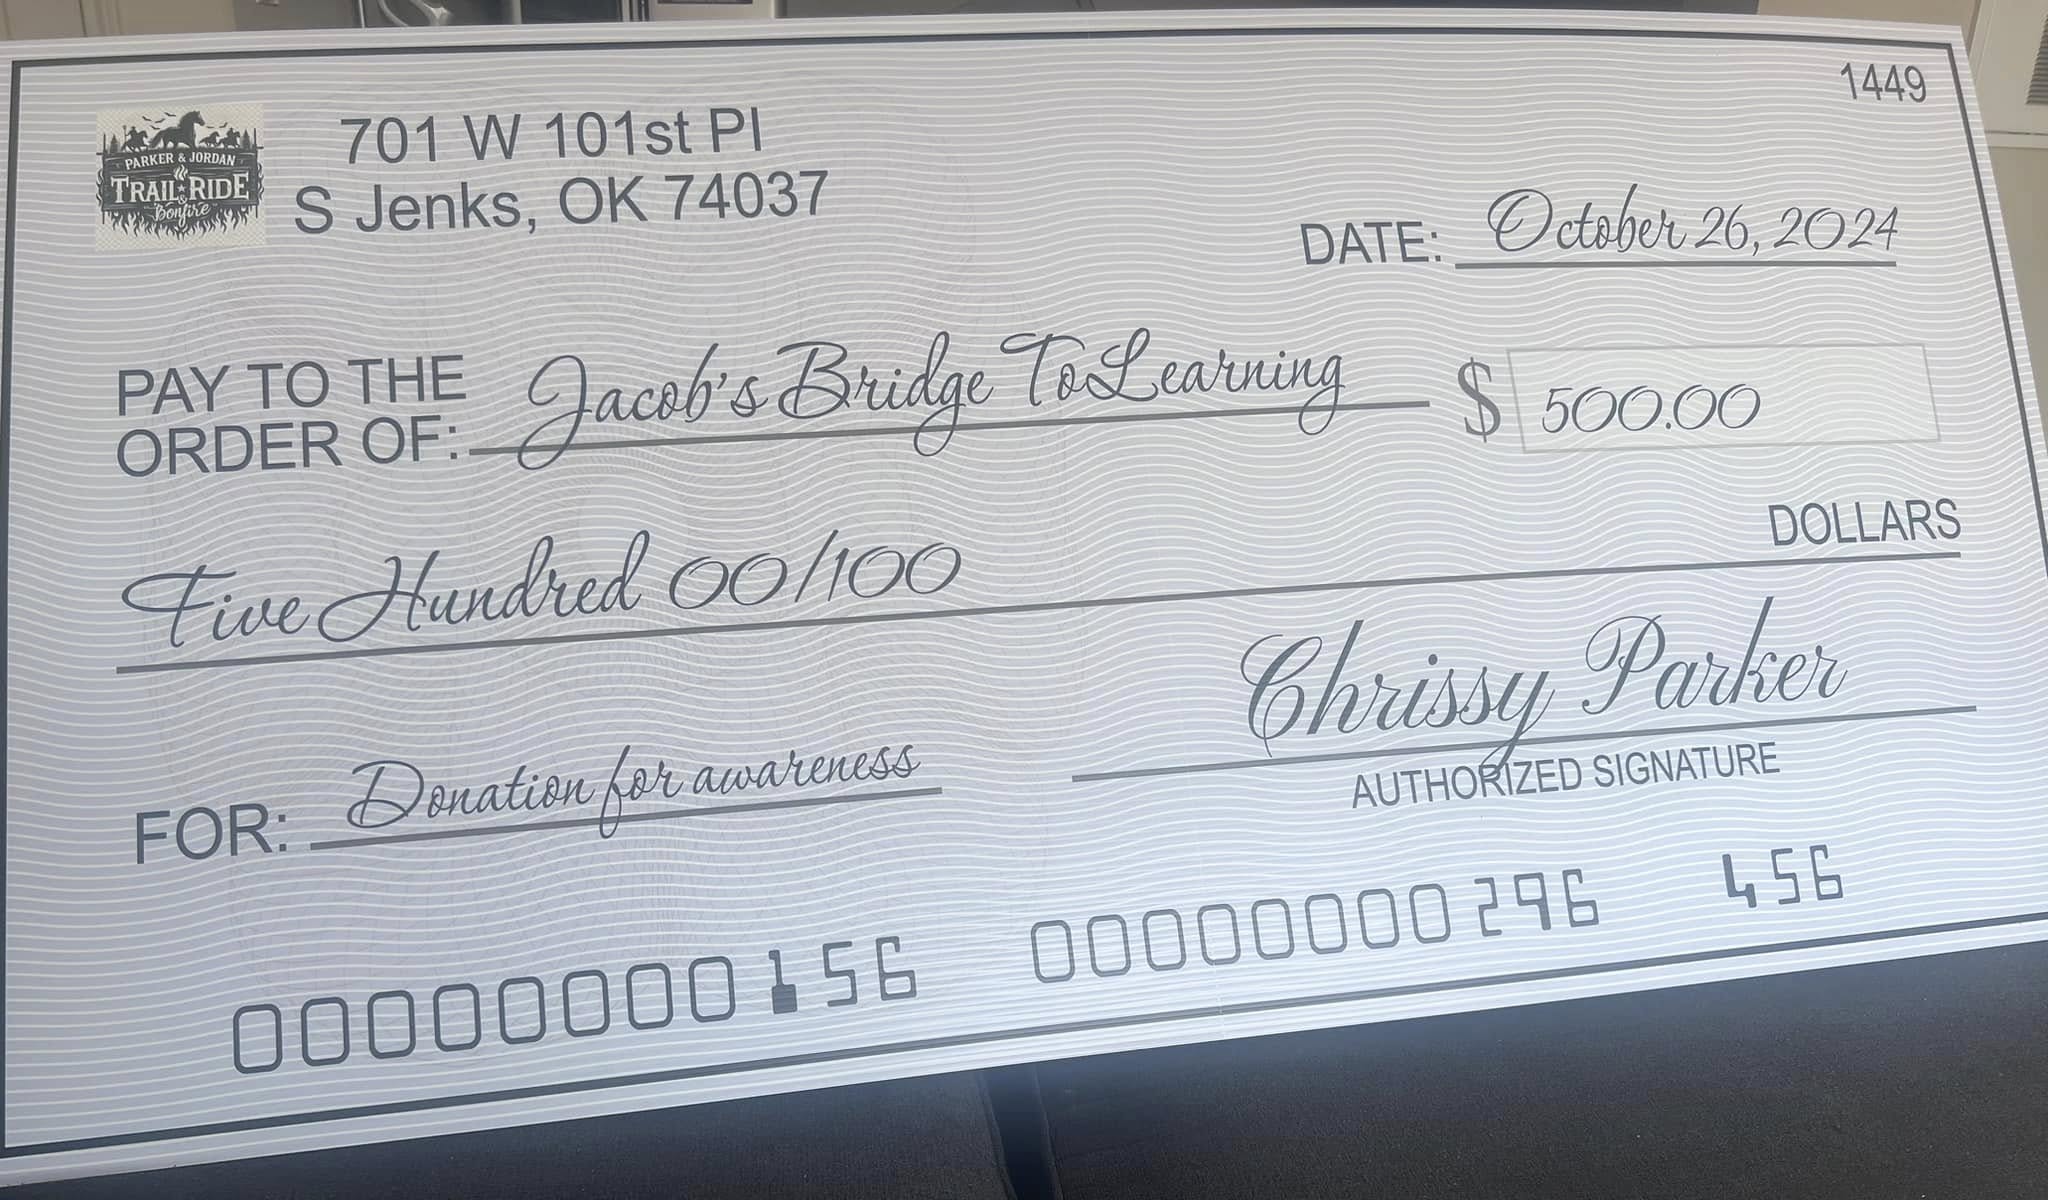 1449
PARKER & JORDAN
TRAIL RIDE
& Bonfire
701 W 101st Pl
S Jenks, OK 74037
DATE: October 26, 2024
PAY TO THE
ORDER OF: Jacob's Bridge To Learning $ 500.00
Five Hundred 00/100 DOLLARS
Chrissy Parker
AUTHORIZED SIGNATURE
FOR: Donation for awareness
00000000156 00000000296 456